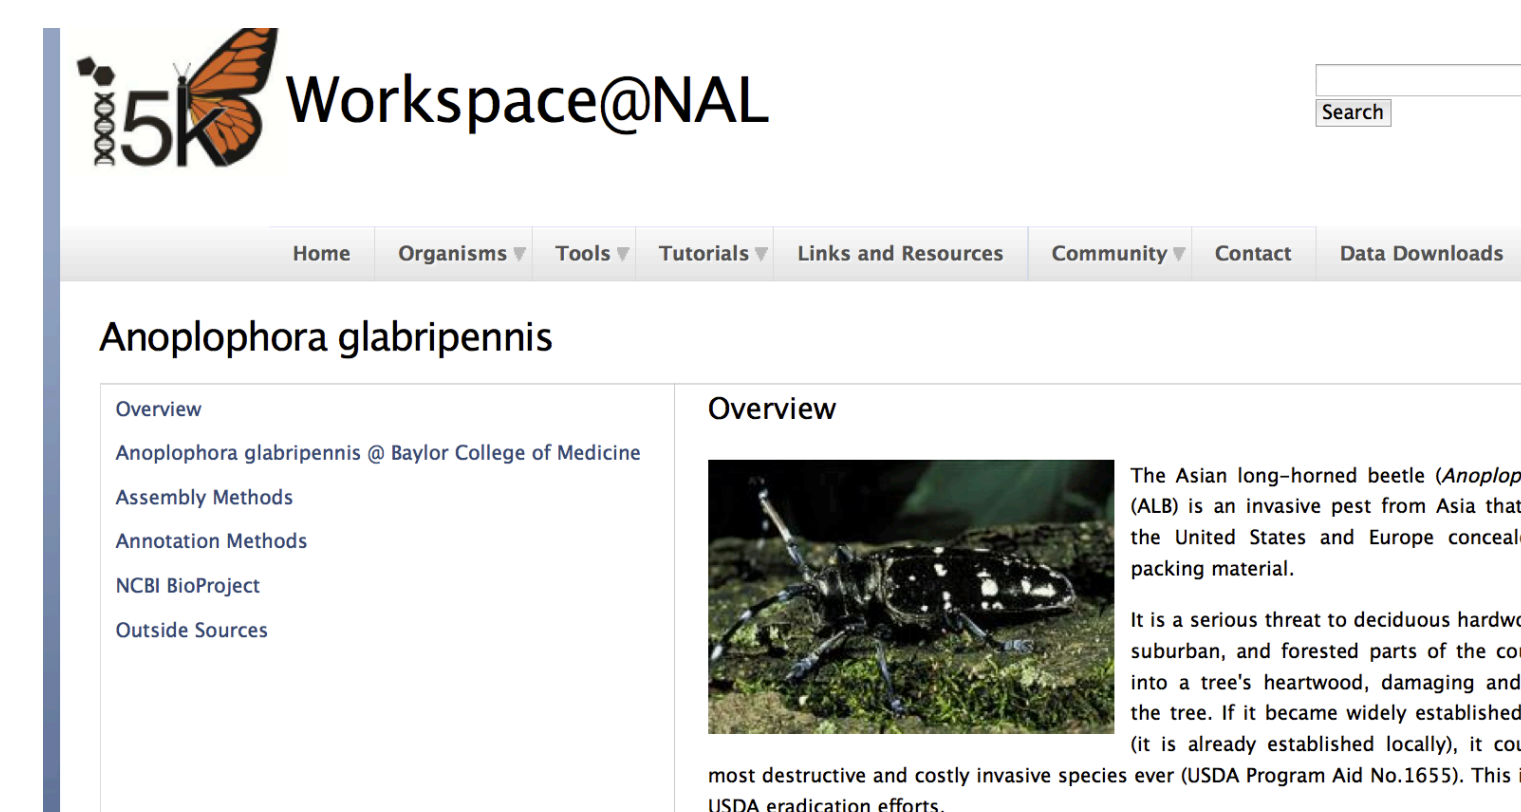 i5k Workspace@NAL
Search
Home Organisms Tools Tutorials Links and Resources Community Contact Data Downloads
Anoplophora glabripennis
Overview
Anoplophora glabripennis @ Baylor College of Medicine
Assembly Methods
Annotation Methods
NCBI BioProject
Outside Sources
Overview
The Asian long-horned beetle (Anoplop
(ALB) is an invasive pest from Asia that
the United States and Europe conceal
packing material.
It is a serious threat to deciduous hardwo
suburban, and forested parts of the cou
into a tree's heartwood, damaging and
the tree. If it became widely established
(it is already established locally), it cou
most destructive and costly invasive species ever (USDA Program Aid No.1655). This i
USDA eradication efforts.